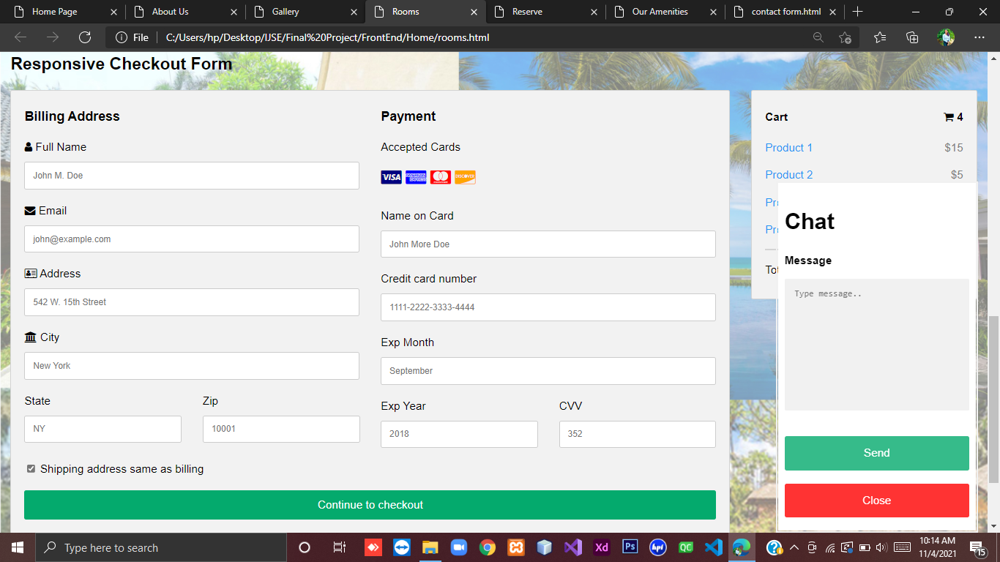 Home Page
About Us
Gallery
Rooms
Reserve
Our Amenities
contact form.html
File
C:/Users/hp/Desktop/IJSE/Final%20Project/FrontEnd/Home/rooms.html
Responsive Checkout Form
Billing Address
Full Name
John M. Doe
Email
john@example.com
Address
542 W. 15th Street
City
New York
State
Zip
NY
10001
Shipping address same as billing
Payment
Accepted Cards
VISA
AMERICAN EXPRESS
DISCOVER
Name on Card
John More Doe
Credit card number
1111-2222-3333-4444
Exp Month
September
Exp Year
CVV
2018
352
Continue to checkout
Cart
4
Product 1
$15
Product 2
$5
Pr
Pr
Tot
Chat
Message
Type message..
Send
Close
Type here to search
Xd
Ps
hpf
QC
10:14 AM
11/4/2021
15